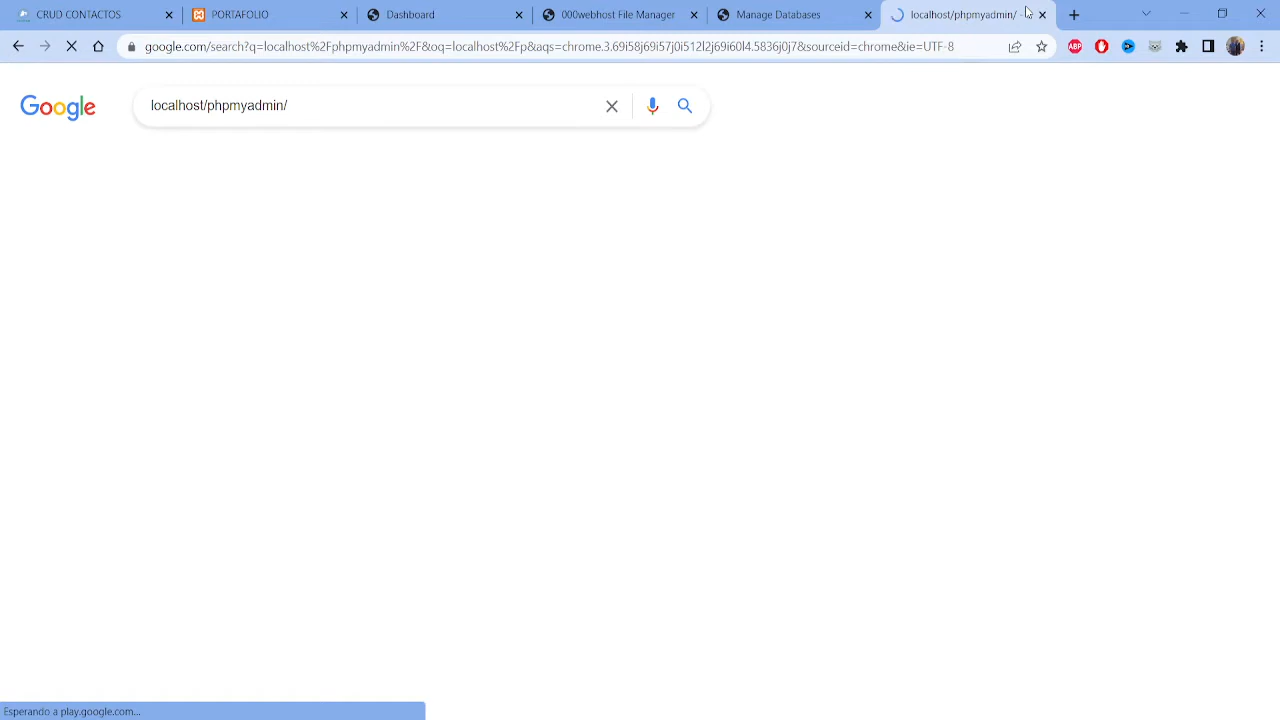 CRUD CONTACTOS
PORTAFOLIO
Dashboard
000webhost File Manager
Manage Databases
localhost/phpmyadmin/ -
google.com/search?q=localhost%2Fphpmyadmin%2F&oq=localhost%2Fp&aqs=chrome.3.69i58j69i57j0i512l2j69i60l4.5836j0j7&sourceid=chrome&ie=UTF-8
ABP
Google
localhost/phpmyadmin/
Esperando a play.google.com...